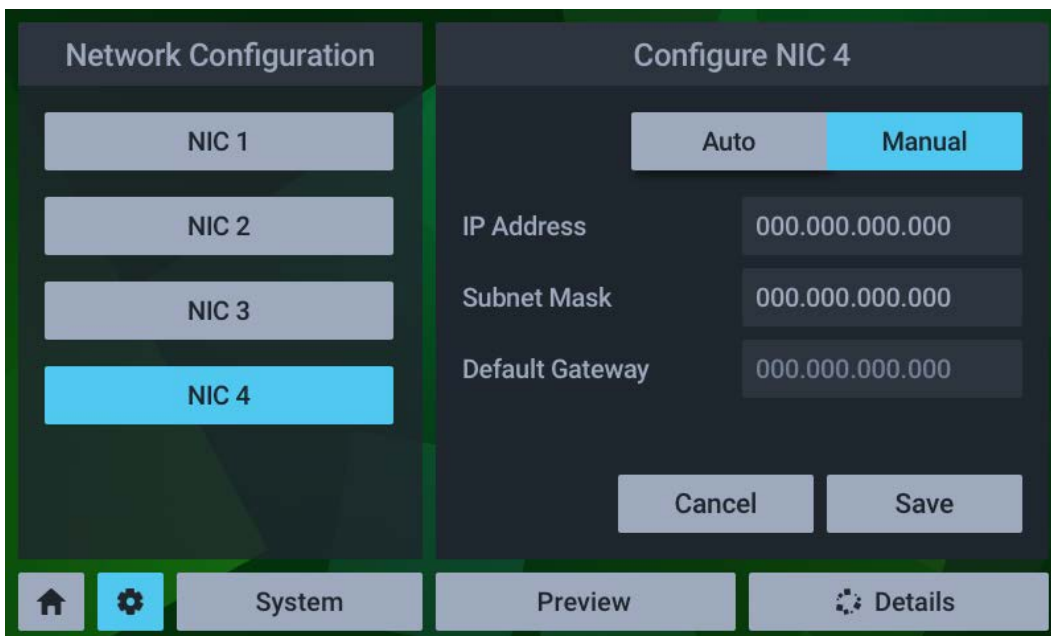 Network Configuration
NIC 1
NIC 2
NIC 3
NIC 4
Configure NIC 4
Auto Manual
IP Address 000.000.000.000
Subnet Mask 000.000.000.000
Default Gateway 000.000.000.000
Cancel Save
System Preview Details